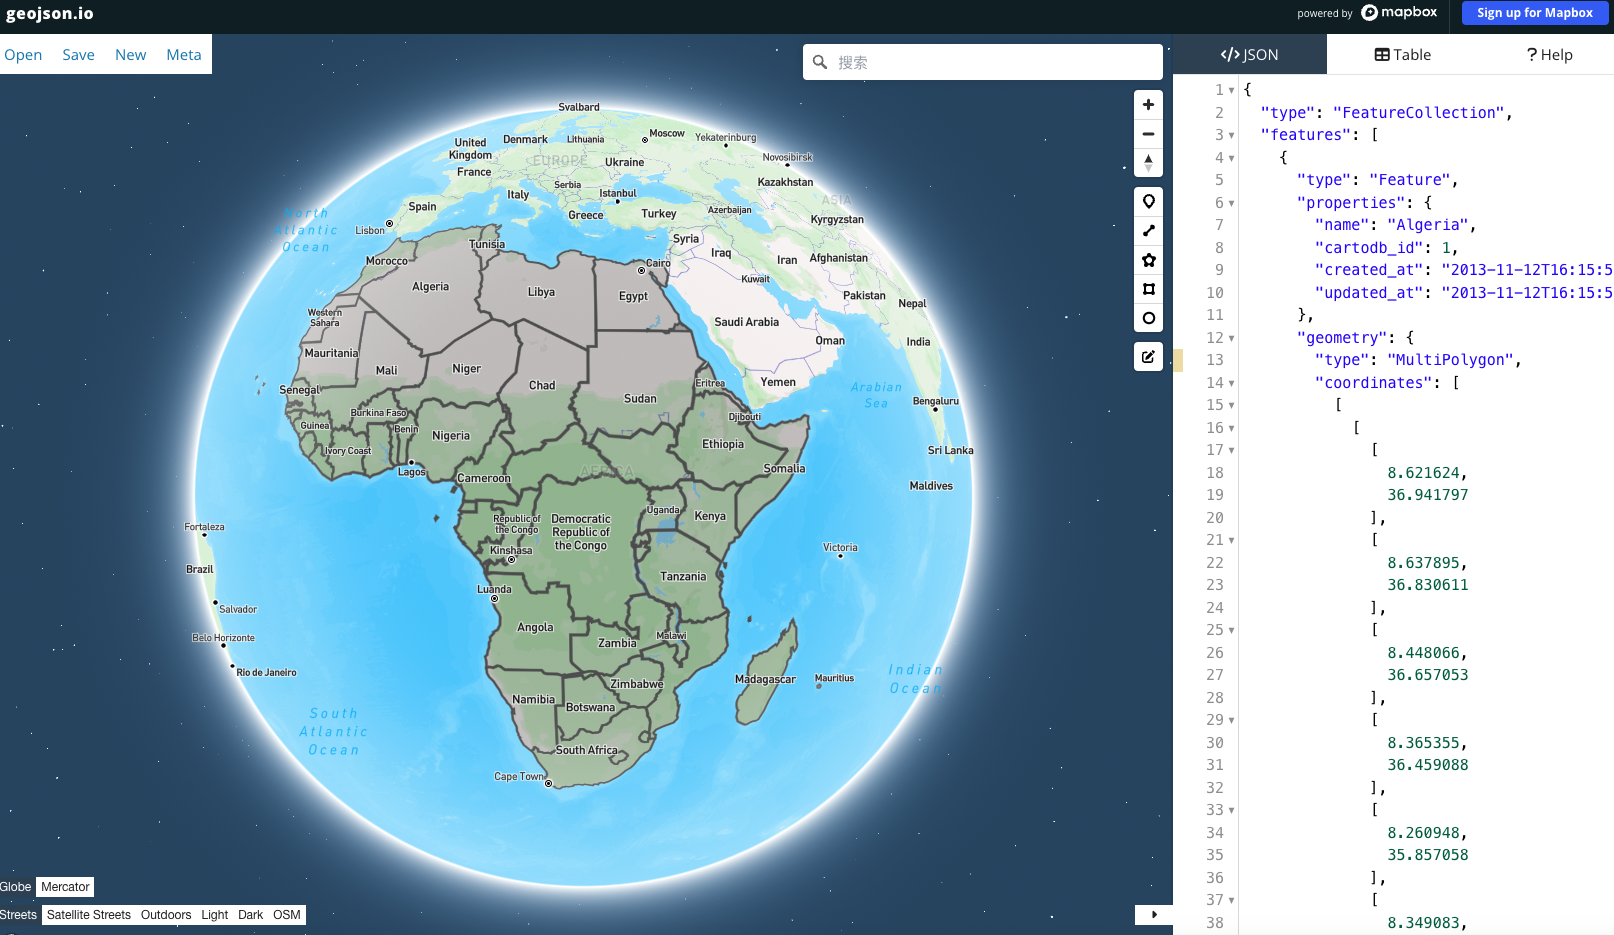 geojson.io
powered by mapbox
Sign up for Mapbox
Open Save New Meta
搜索
JSON
Table
? Help
Svalbard
United
Kingdom
Denmark
Lithuania
Moscow
Yekaterinburg
EUROPE
Ukraine
Novosibirsk
France
Kazakhstan
Serbia
Italy
Istanbul
ASIA
Spain
Greece
Turkey
Azerbaijan
Kyrgyzstan
North
Atlantic
Ocean
Lisbon
Tunisia
Syria
Iraq
Iran
Afghanistan
Morocco
Cairo
Kuwait
Algeria
Libya
Egypt
Pakistan
Nepal
Western
Sahara
Saudi Arabia
Oman
India
Mauritania
Mali
Niger
Chad
Eritrea
Yemen
Arabian
Sea
Senegal
Sudan
Bengaluru
Burkina Faso
Djibouti
Guinea
Benin
Nigeria
Ethiopia
Ivory Coast
Sri Lanka
Lagos
AFRICA
Somalia
Cameroon
Maldives
Uganda
Kenya
Republic of
the Congo
Democratic
Republic of
the Congo
Fortaleza
Kinshasa
Victoria
Brazil
Tanzania
Luanda
Salvador
Angola
Belo Horizonte
Zambia
Malawi
Rio de Janeiro
Madagascar
Mauritius
Indian
Ocean
Zimbabwe
Namibia
Botswana
South
Atlantic
Ocean
South Africa
Cape Town
Globe Mercator
Streets Satellite Streets Outdoors Light Dark OSM
1 {
2 "type": "FeatureCollection",
3 "features": [
4 {
5 "type": "Feature",
6 "properties": {
7 "name": "Algeria",
8 "cartodb_id": 1,
9 "created_at": "2013-11-12T16:15:5
10 "updated_at": "2013-11-12T16:15:5
11 },
12 "geometry": {
13 "type": "MultiPolygon",
14 "coordinates": [
15 [
16 [
17 [
18 8.621624,
19 36.941797
20 ],
21 [
22 8.637895,
23 36.830611
24 ],
25 [
26 8.448066,
27 36.657053
28 ],
29 [
30 8.365355,
31 36.459088
32 ],
33 [
34 8.260948,
35 35.857058
36 ],
37 [
38 8.349083,